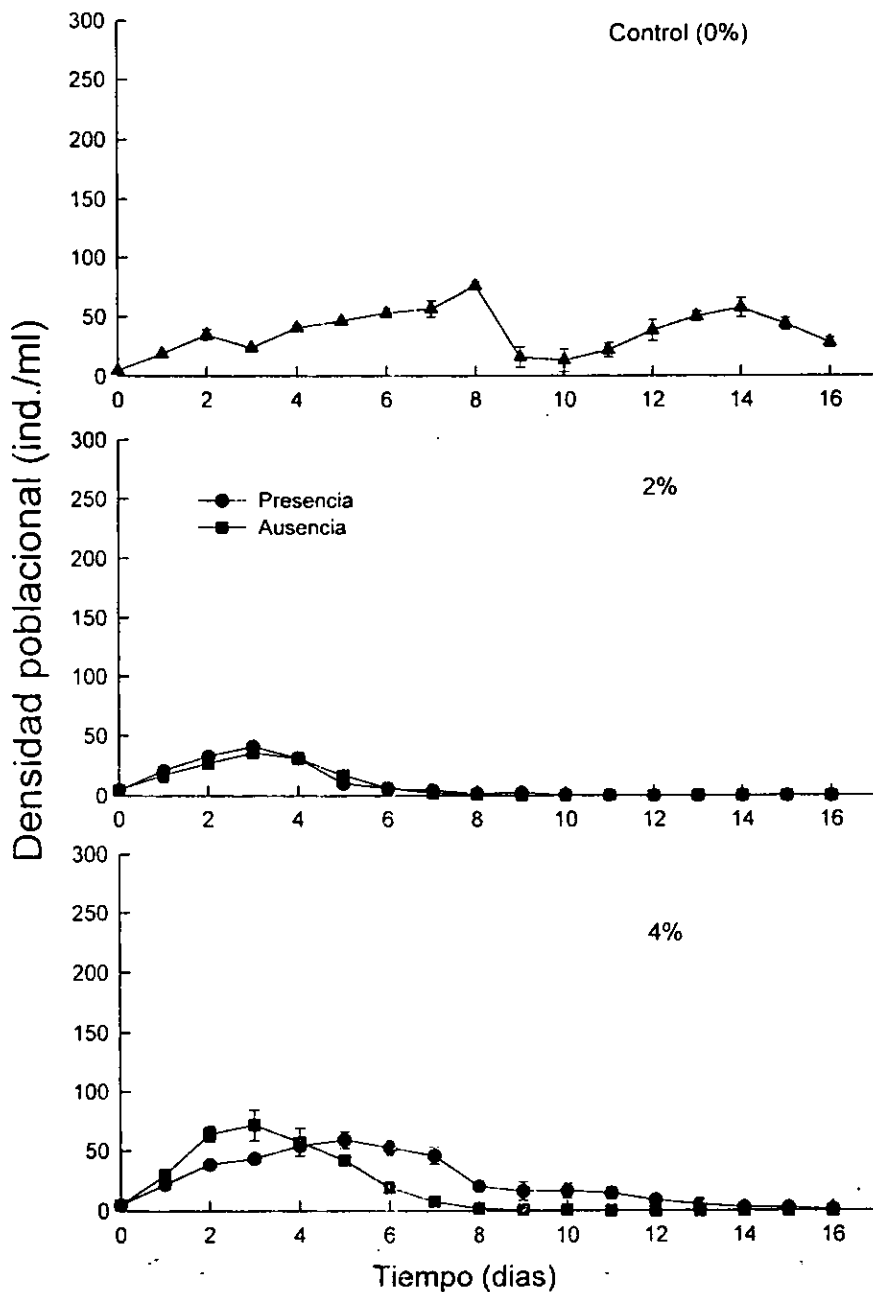 Densidad poblacional (ind./ml)
Control (0%)
300
250
200
150
100
50
0
0 2 4 6 8 10 12 14 16
2%
Presencia
Ausencia
300
250
200
150
100
50
0
0 2 4 6 8 10 12 14 16
4%
300
250
200
150
100
50
0
0 2 4 6 8 10 12 14 16
Tiempo (dias)